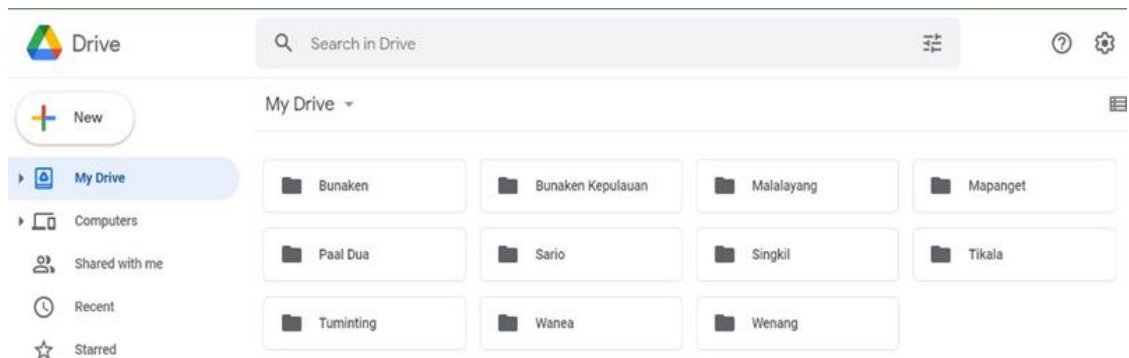 Drive
Search in Drive
New
My Drive
My Drive
Computers
Shared with me
Recent
Starred
Bunaken
Bunaken Kepulauan
Malalayang
Mapanget
Paal Dua
Sario
Singkil
Tikala
Tuminting
Wanea
Wenang